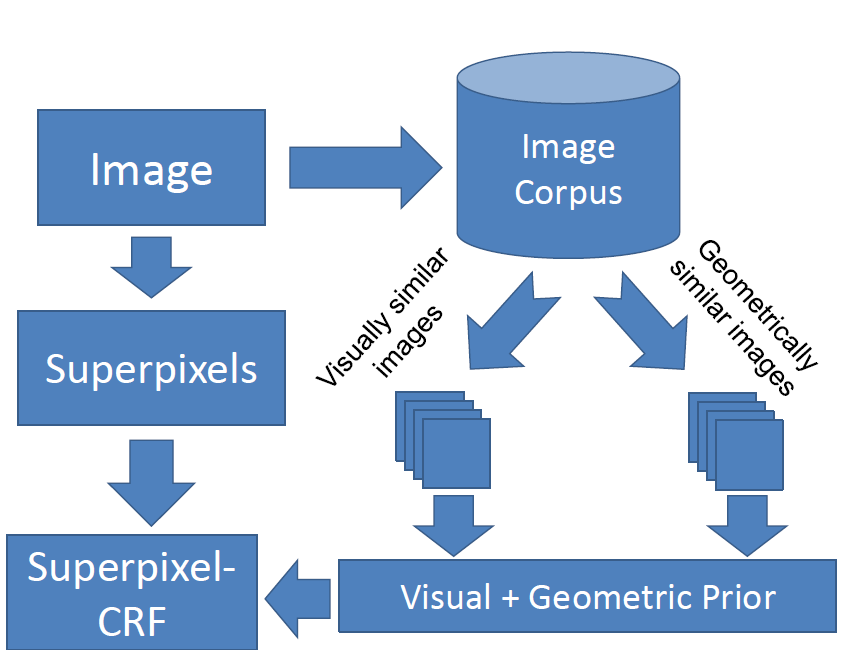 Image
Image
Corpus
Visually similar
images
Geometrically
similar images
Superpixels
Superpixel-
CRF
Visual + Geometric Prior